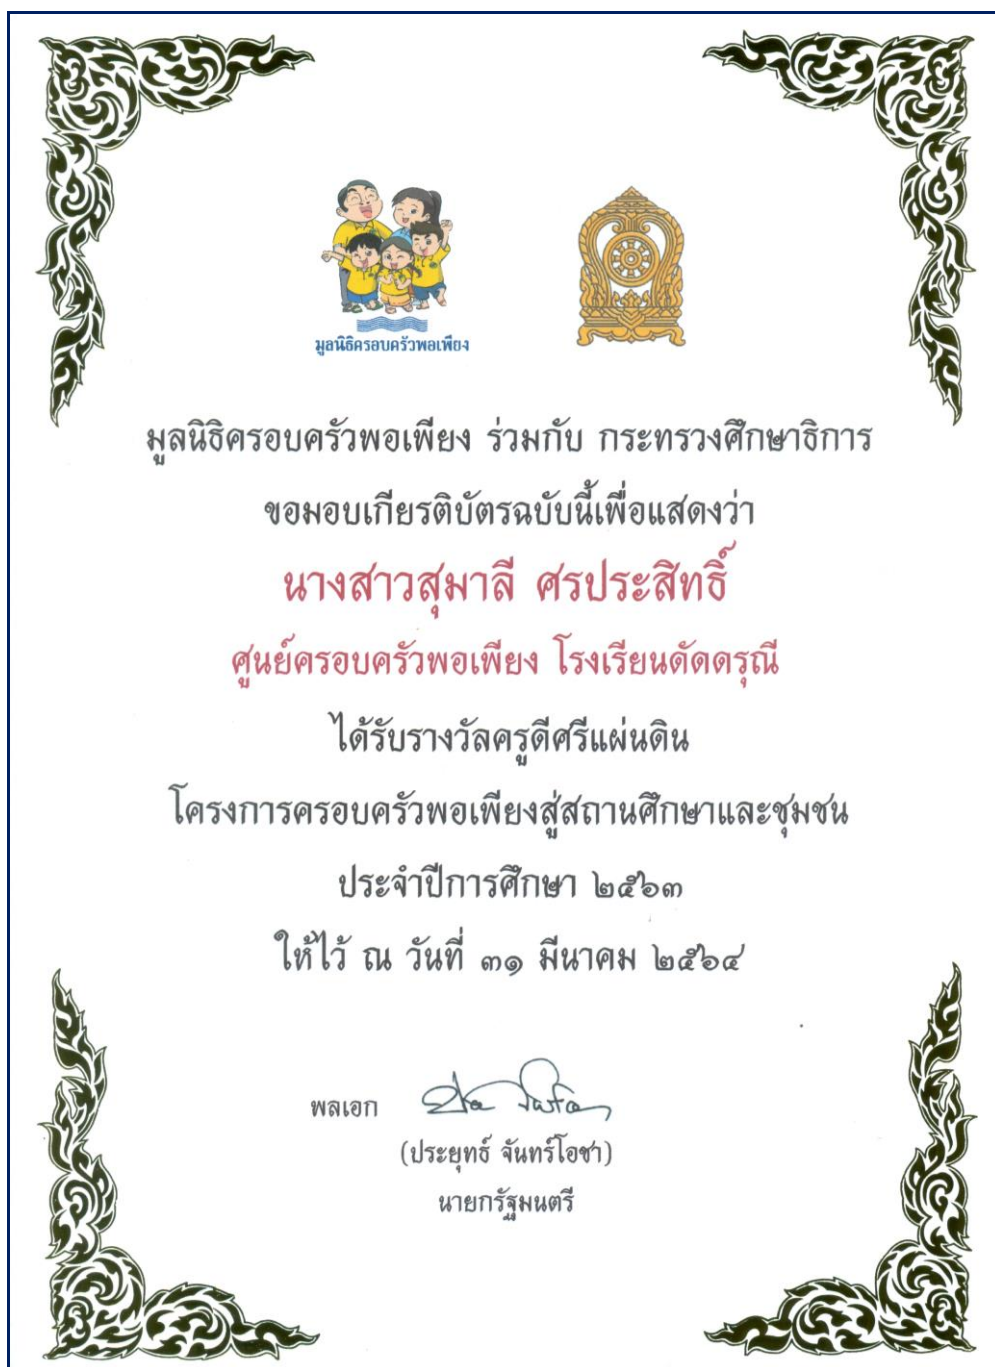 มูลนิธิครอบครัวพอเพียง
มูลนิธิครอบครัวพอเพียง ร่วมกับ กระทรวงศึกษาธิการ
ขอมอบเกียรติบัตรฉบับนี้เพื่อแสดงว่า
นางสาวสุมาลี ศรประสิทธิ์
ศูนย์ครอบครัวพอเพียง โรงเรียนดัดดรุณี
ได้รับรางวัลครูดีศรีแผ่นดิน
โครงการครอบครัวพอเพียงสู่สถานศึกษาและชุมชน
ประจำปีการศึกษา ๒๕๖๓
ให้ไว้ ณ วันที่ ๓๑ มีนาคม ๒๕๖๔
พลเอก
(ประยุทธ์ จันทร์โอชา)
นายกรัฐมนตรี